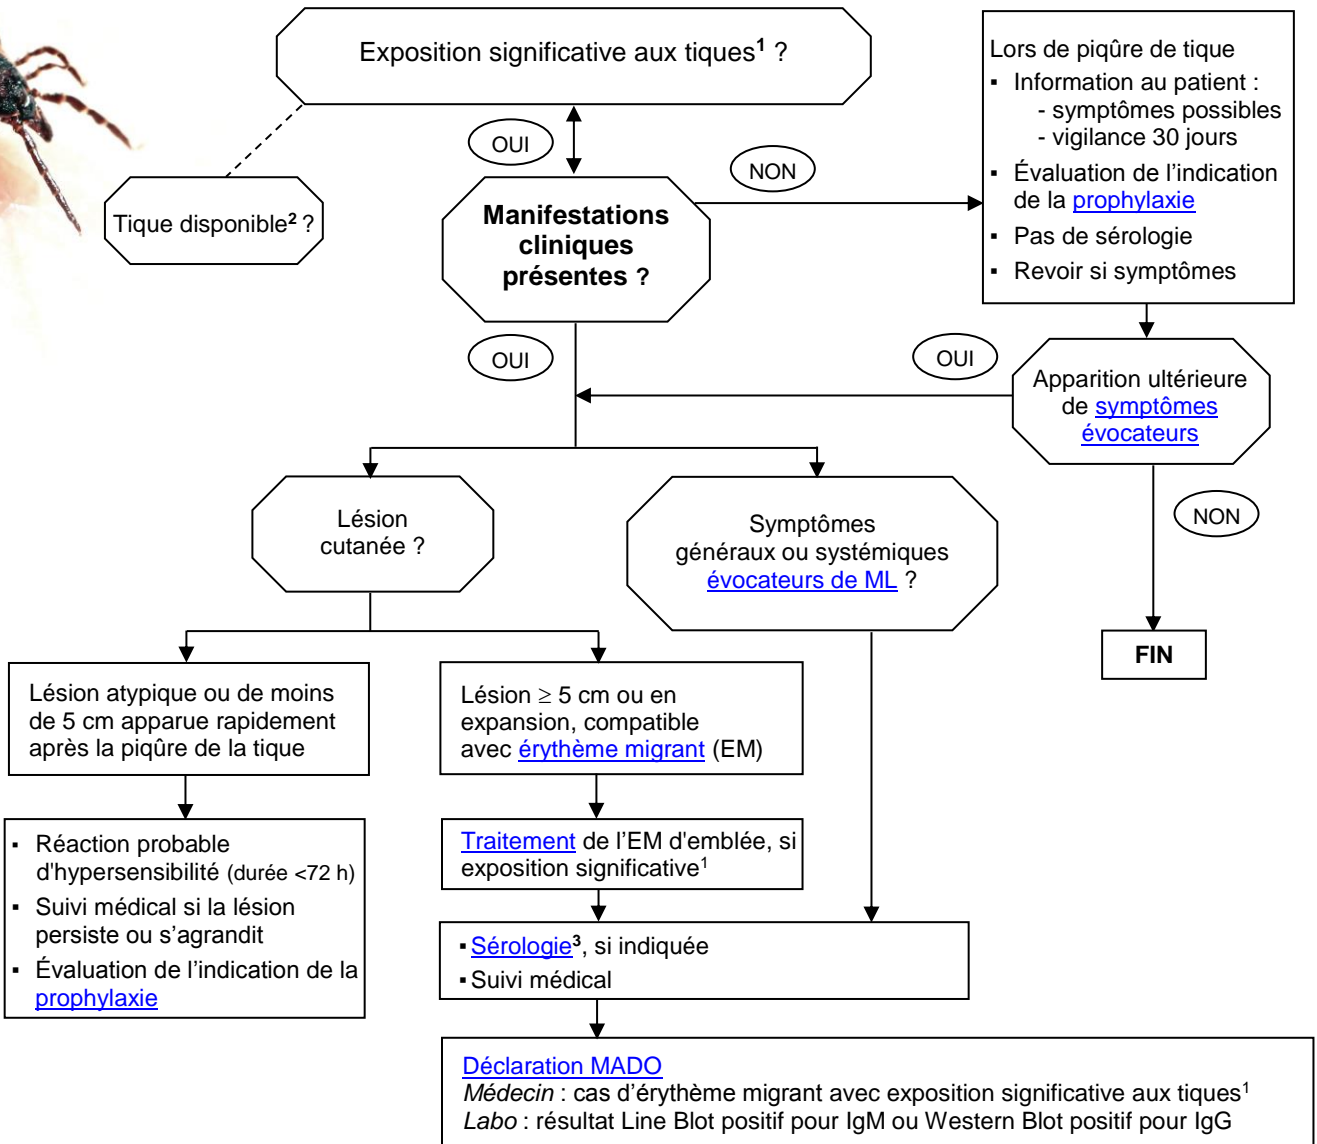 Exposition significative aux tiques¹ ?
OUI
Tique disponible² ?
Manifestations
cliniques
présentes ?
NON
Lors de piqûre de tique
▪ Information au patient :
- symptômes possibles
- vigilance 30 jours
▪ Évaluation de l’indication
de la prophylaxie
▪ Pas de sérologie
▪ Revoir si symptômes
OUI
OUI
Apparition ultérieure
de symptômes
évocateurs
NON
FIN
Lésion
cutanée ?
Symptômes
généraux ou systémiques
évocateurs de ML ?
Lésion atypique ou de moins
de 5 cm apparue rapidement
après la piqûre de la tique
Lésion ≥ 5 cm ou en
expansion, compatible
avec érythème migrant (EM)
▪ Réaction probable
d'hypersensibilité (durée <72 h)
▪ Suivi médical si la lésion
persiste ou s’agrandit
▪ Évaluation de l’indication de la
prophylaxie
Traitement de l’EM d'emblée, si
exposition significative¹
▪ Sérologie³, si indiquée
▪ Suivi médical
Déclaration MADO
Médecin : cas d’érythème migrant avec exposition significative aux tiques¹
Labo : résultat Line Blot positif pour IgM ou Western Blot positif pour IgG